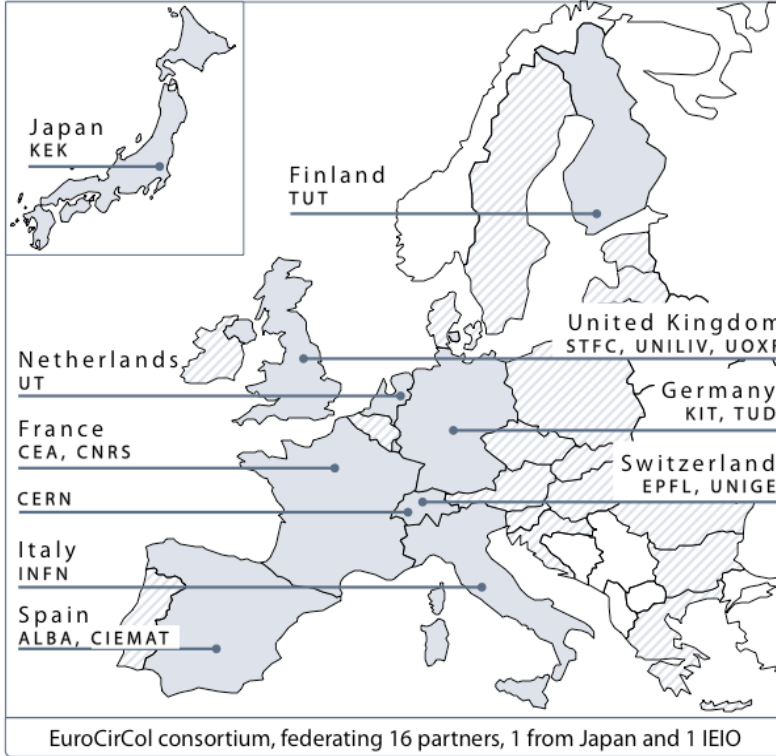 Japan
KEK
Finland
TUT
United Kingdom
STFC, UNILIV, UOXF
Netherlands
UT
Germany
KIT, TUD
France
CEA, CNRS
Switzerland
EPFL, UNIGE
CERN
Italy
INFN
Spain
ALBA, CIEMAT
EuroCirCol consortium, federating 16 partners, 1 from Japan and 1 IEIO